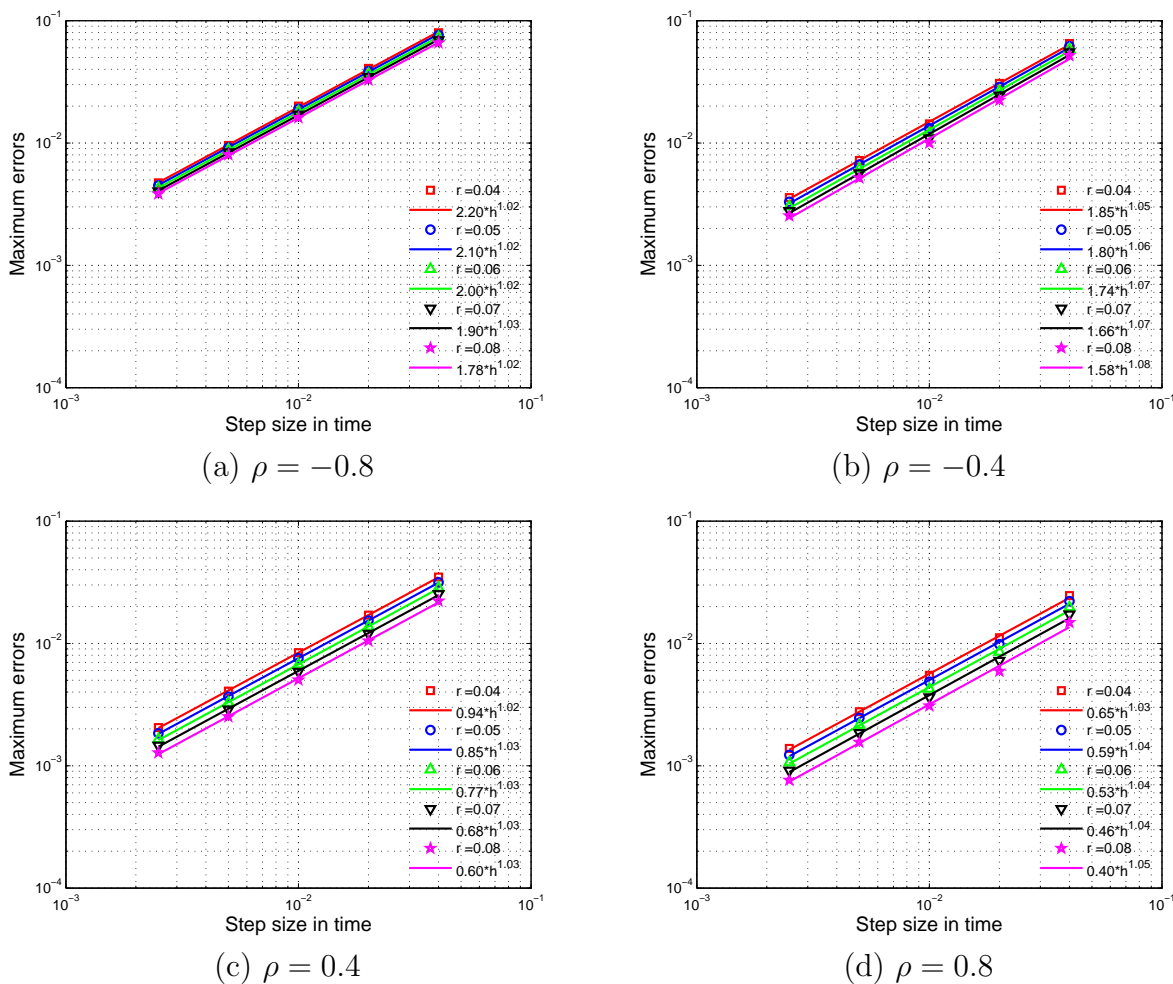 10⁻¹
10⁻²
10⁻³
10⁻⁴
Maximum errors
r =0.04
2.20*h^1.02
r =0.05
2.10*h^1.02
r =0.06
2.00*h^1.02
r =0.07
1.90*h^1.03
r =0.08
1.78*h^1.02
10⁻³
10⁻²
10⁻¹
Step size in time
(a) ρ = −0.8
10⁻¹
10⁻²
10⁻³
10⁻⁴
Maximum errors
r =0.04
1.85*h^1.05
r =0.05
1.80*h^1.06
r =0.06
1.74*h^1.07
r =0.07
1.66*h^1.07
r =0.08
1.58*h^1.08
10⁻³
10⁻²
10⁻¹
Step size in time
(b) ρ = −0.4
10⁻¹
10⁻²
10⁻³
10⁻⁴
Maximum errors
r =0.04
0.94*h^1.02
r =0.05
0.85*h^1.03
r =0.06
0.77*h^1.03
r =0.07
0.68*h^1.03
r =0.08
0.60*h^1.03
10⁻³
10⁻²
10⁻¹
Step size in time
(c) ρ = 0.4
10⁻¹
10⁻²
10⁻³
10⁻⁴
Maximum errors
r =0.04
0.65*h^1.03
r =0.05
0.59*h^1.04
r =0.06
0.53*h^1.04
r =0.07
0.46*h^1.04
r =0.08
0.40*h^1.05
10⁻³
10⁻²
10⁻¹
Step size in time
(d) ρ = 0.8